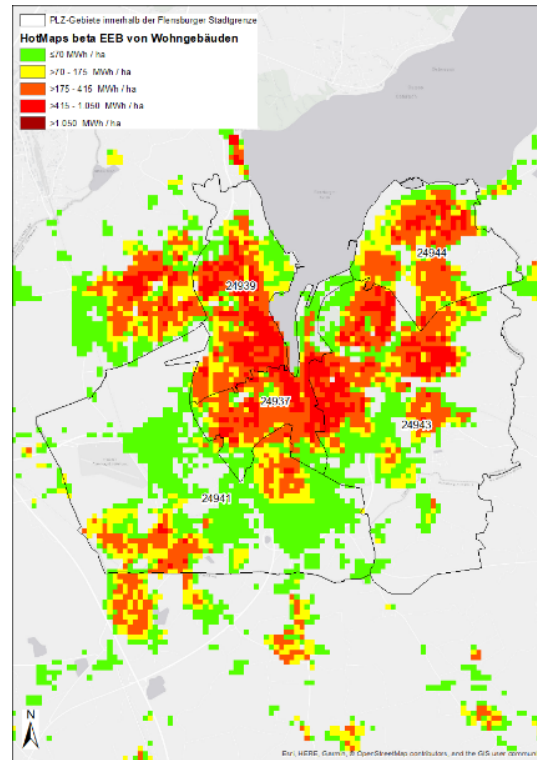 PLZ-Gebiete innerhalb der Flensburger Stadtgrenze
HotMaps beta EEB von Wohngebäuden
≤70 MWh / ha
>70 - 175 MWh / ha
>175 - 415 MWh / ha
>415 - 1.050 MWh / ha
>1.050 MWh / ha
24944
24939
24937
24943
24941
N
Esri, HERE, Garmin, © OpenStreetMap contributors, and the GIS user commun